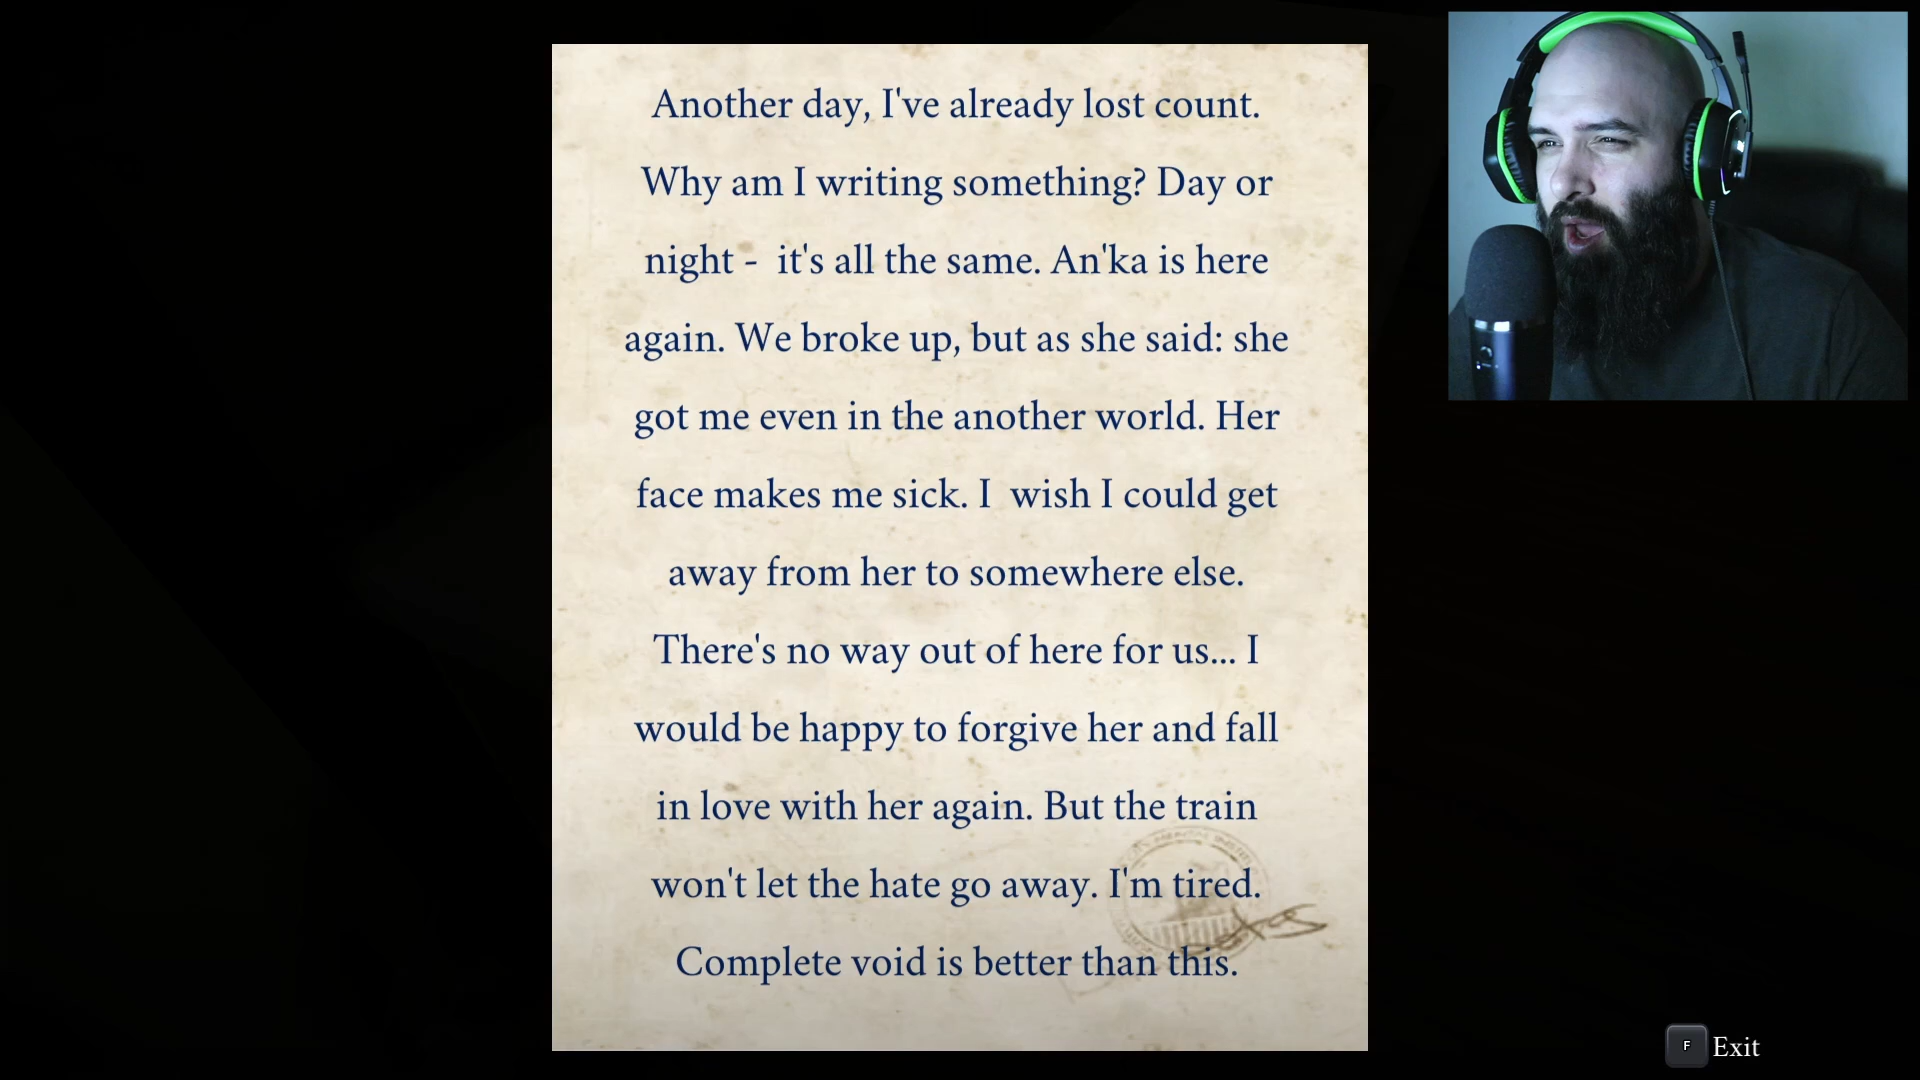 Another day, I've already lost count.
Why am I writing something? Day or
night -  it's all the same. An'ka is here
again. We broke up, but as she said: she
got me even in the another world. Her
face makes me sick. I  wish I could get
away from her to somewhere else.
There's no way out of here for us... I
would be happy to forgive her and fall
in love with her again. But the train
won't let the hate go away. I'm tired.
Complete void is better than this.
F Exit